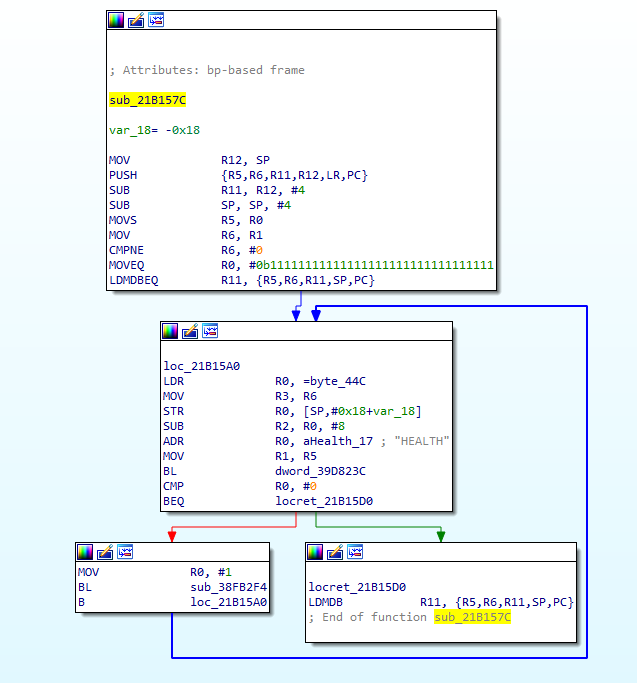 ; Attributes: bp-based frame
sub_21B157C
var_18= -0x18
MOV R12, SP
PUSH {R5,R6,R11,R12,LR,PC}
SUB R11, R12, #4
SUB SP, SP, #4
MOVS R5, R0
MOV R6, R1
CMPNE R6, #0
MOVEQ R0, #0b11111111111111111111111111111111
LDMDBEQ R11, {R5,R6,R11,SP,PC}
loc_21B15A0
LDR R0, =byte_44C
MOV R3, R6
STR R0, [SP,#0x18+var_18]
SUB R2, R0, #8
ADR R0, aHealth_17 ; "HEALTH"
MOV R1, R5
BL dword_39D823C
CMP R0, #0
BEQ locret_21B15D0
MOV R0, #1
BL sub_38FB2F4
B loc_21B15A0
locret_21B15D0
LDMDB R11, {R5,R6,R11,SP,PC}
; End of function sub_21B157C